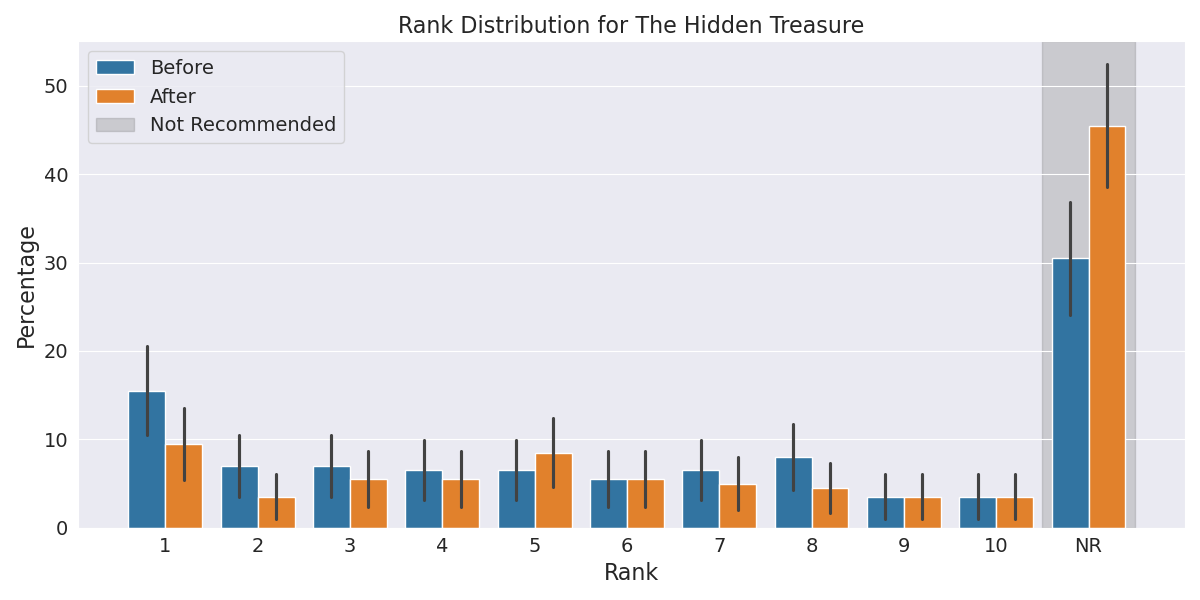 Rank Distribution for The Hidden Treasure
Before
After
Not Recommended
Percentage
50
40
30
20
10
0
1 2 3 4 5 6 7 8 9 10 NR
Rank